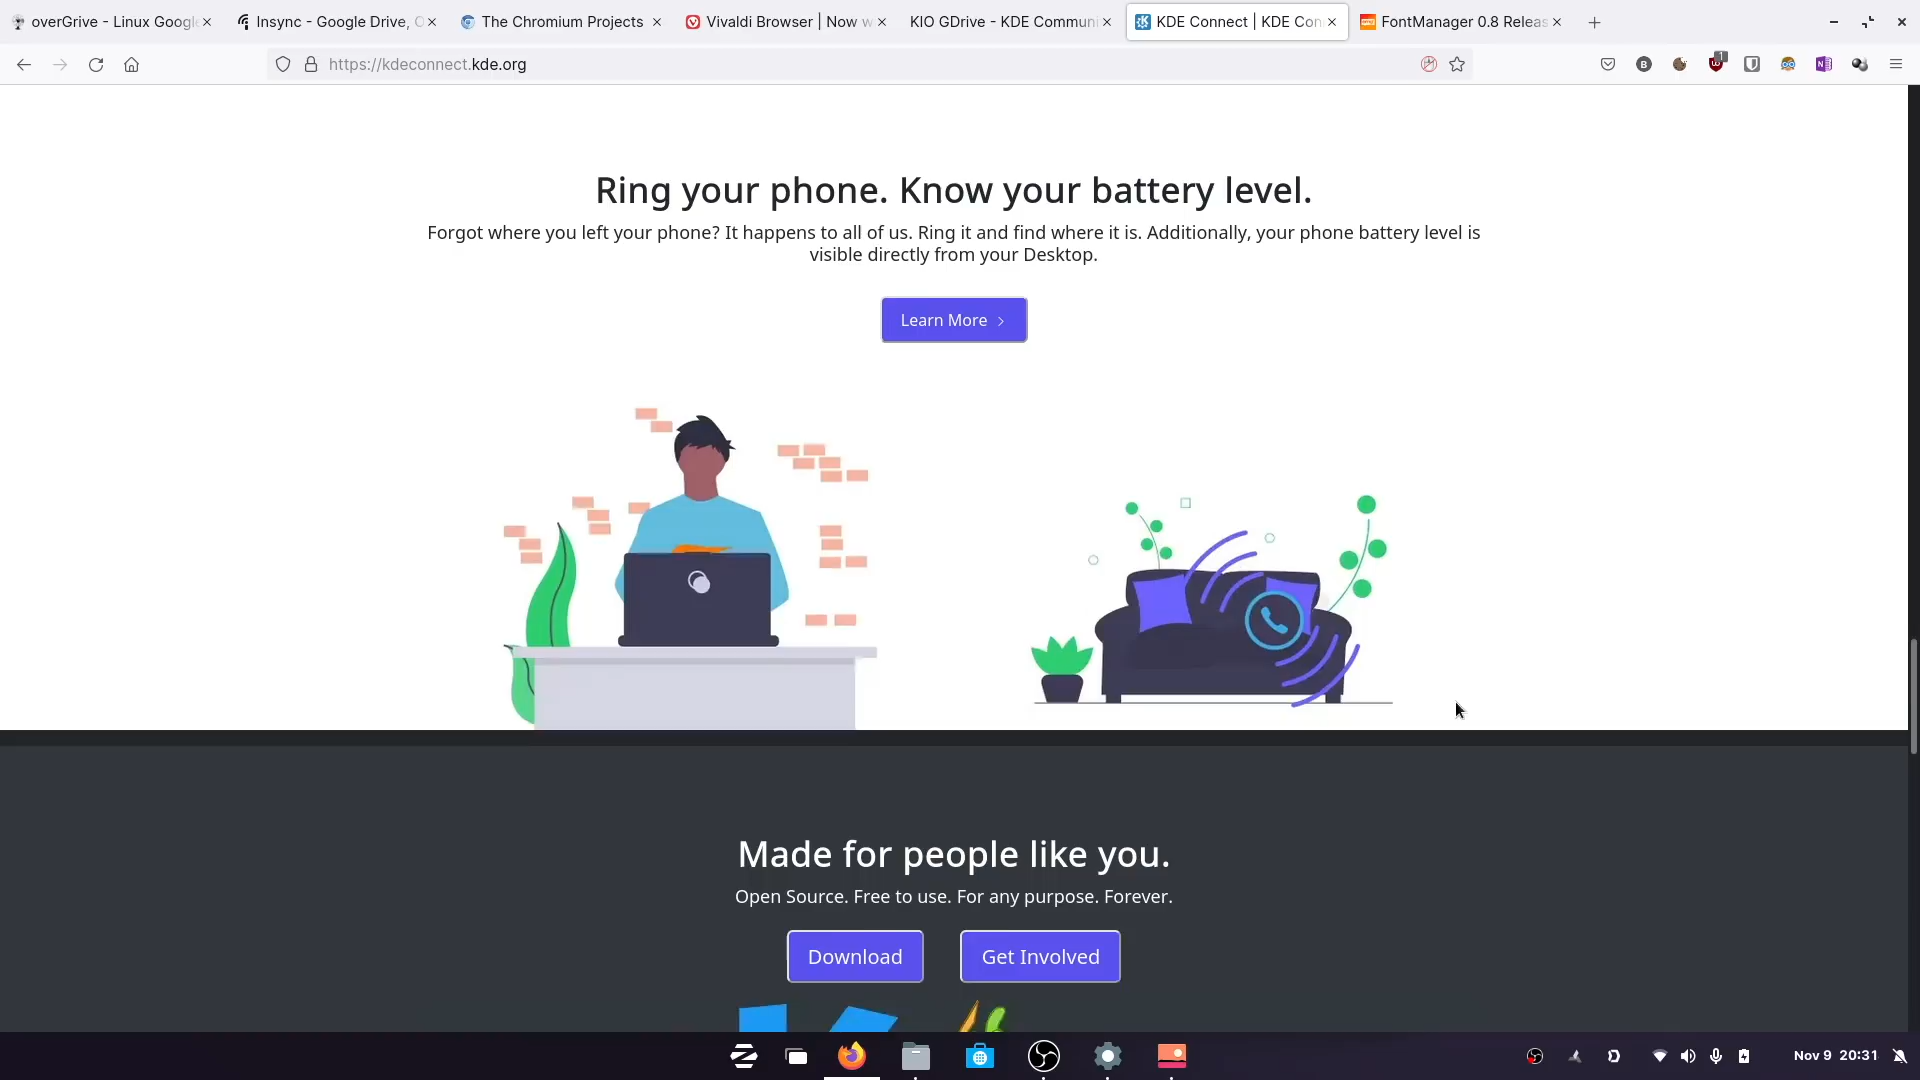 overGrive - Linux Google
Insync - Google Drive, O
The Chromium Projects
Vivaldi Browser | Now w
KIO GDrive - KDE Communi
KDE Connect | KDE Con
FontManager 0.8 Releas
https://kdeconnect.kde.org
Ring your phone. Know your battery level.
Forgot where you left your phone? It happens to all of us. Ring it and find where it is. Additionally, your phone battery level is
visible directly from your Desktop.
Learn More
Made for people like you.
Open Source. Free to use. For any purpose. Forever.
Download
Get Involved
Nov 9 20:31